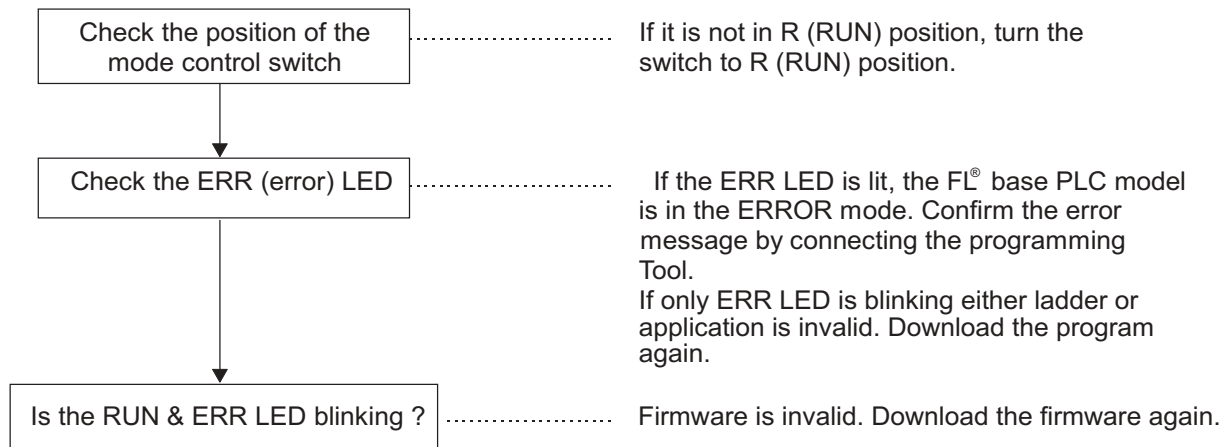 Check the position of the
mode control switch
If it is not in R (RUN) position, turn the
switch to R (RUN) position.
Check the ERR (error) LED
If the ERR LED is lit, the FL® base PLC model
is in the ERROR mode. Confirm the error
message by connecting the programming
Tool.
If only ERR LED is blinking either ladder or
application is invalid. Download the program
again.
Is the RUN & ERR LED blinking ?
Firmware is invalid. Download the firmware again.